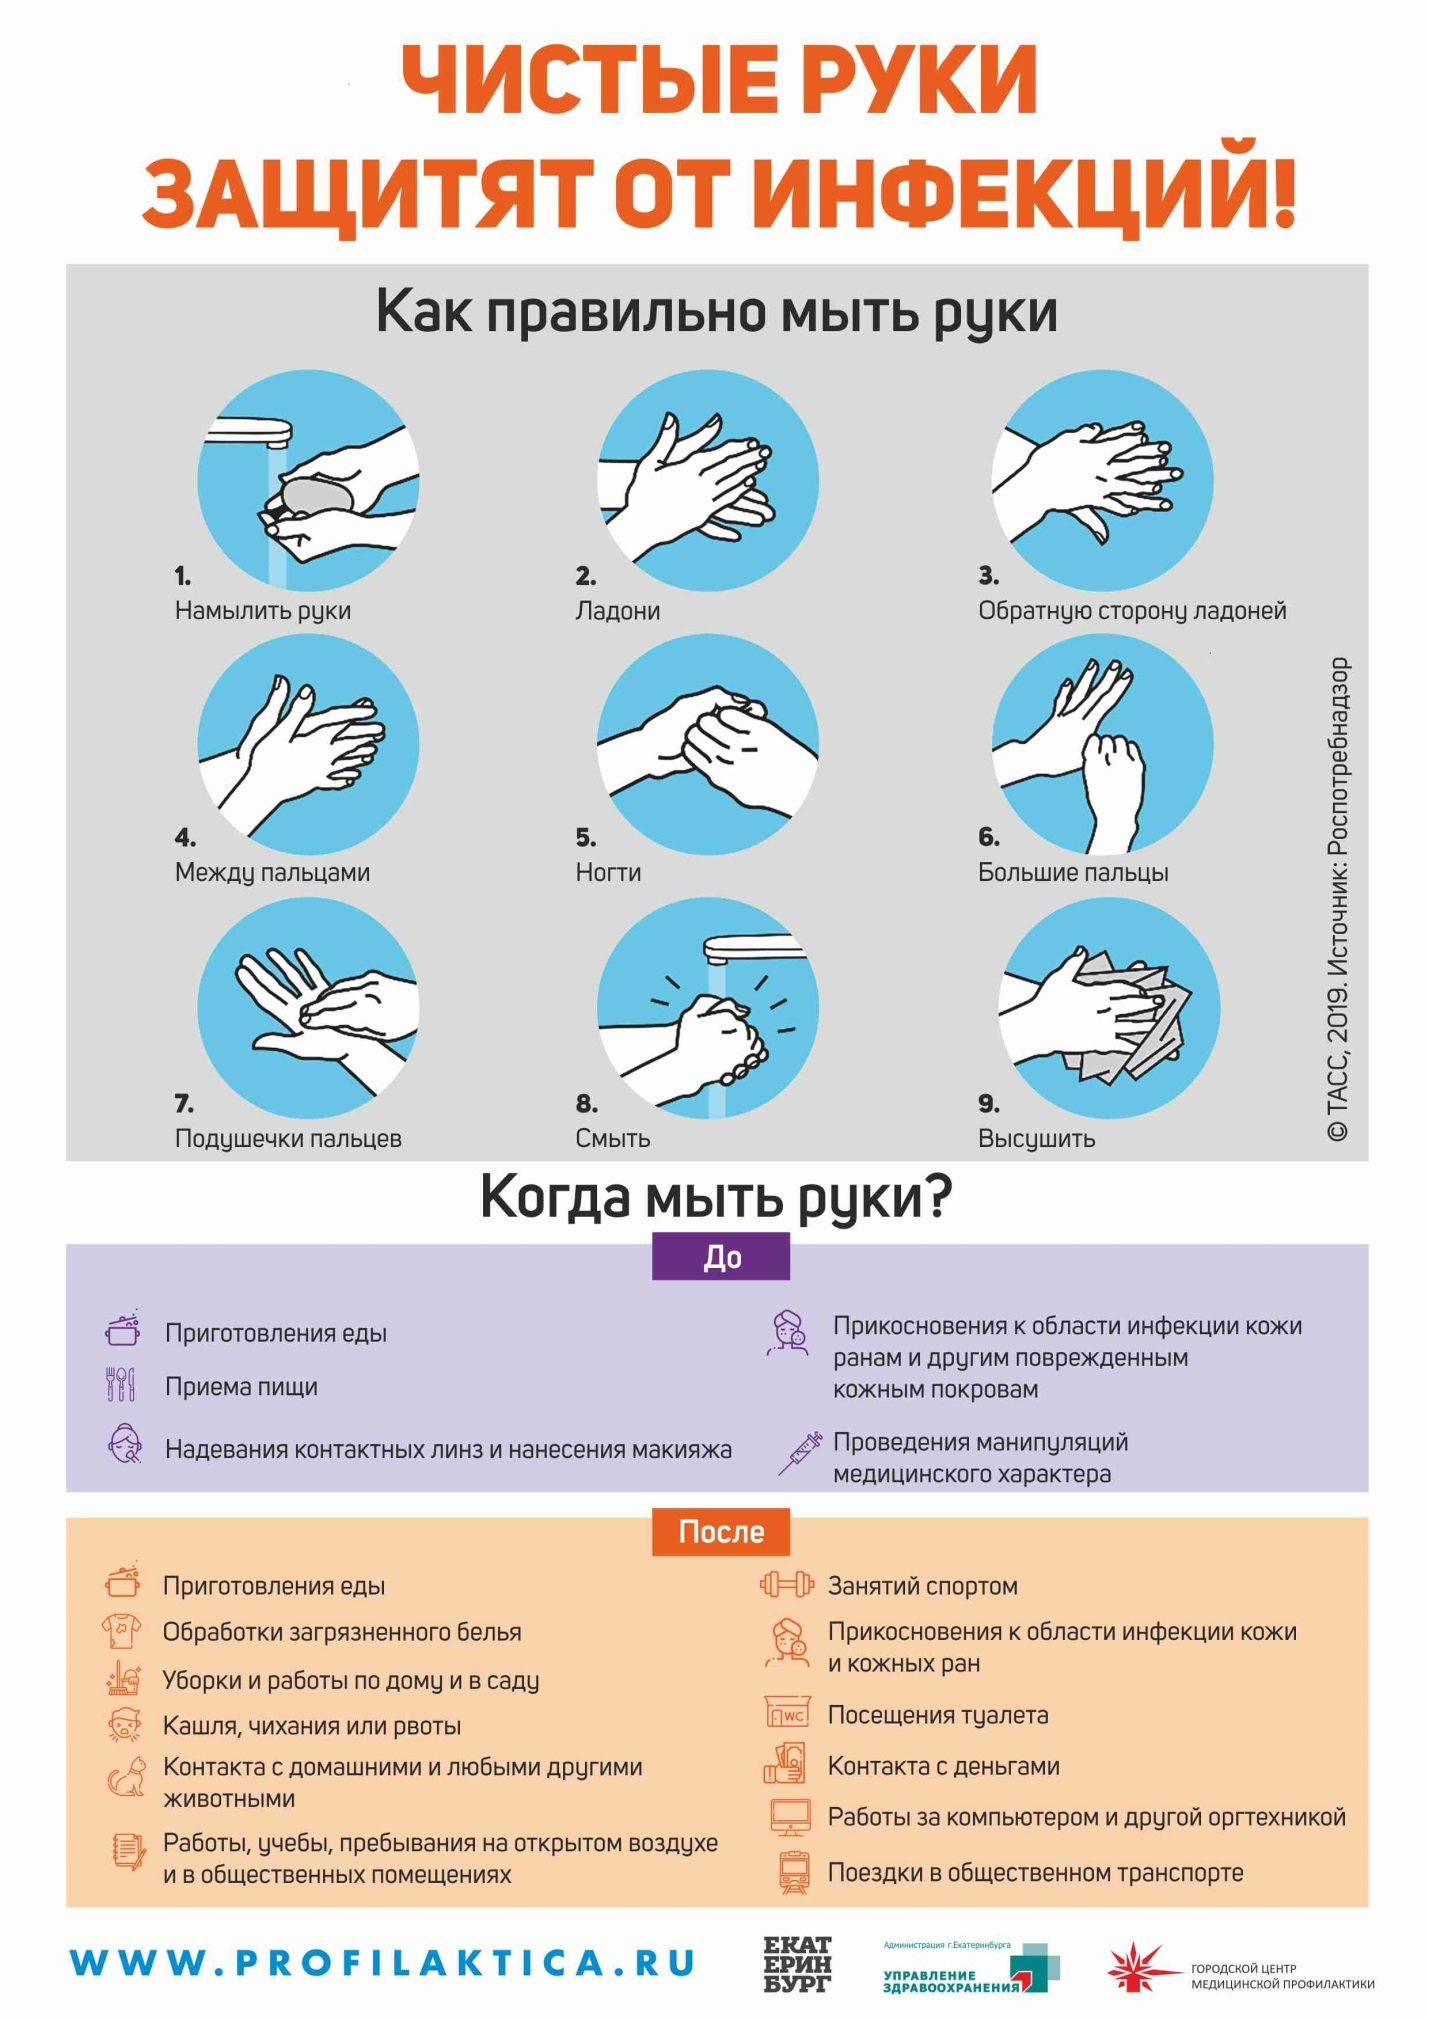 ЧИСТЫЕ РУКИ
ЗАЩИТЯТ ОТ ИНФЕКЦИЙ!
Как правильно мыть руки
1.
Намылить руки
2.
Ладони
3.
Обратную сторону ладоней
4.
Между пальцами
5.
Ногти
6.
Большие пальцы
7.
Подушечки пальцев
8.
Смыть
9.
Высушить
© ТАСС, 2019. Источник: Роспотребнадзор
Когда мыть руки?
До
Приготовления еды
Приема пищи
Надевания контактных линз и нанесения макияжа
Прикосновения к области инфекции кожи
ранам и другим поврежденным
кожным покровам
Проведения манипуляций
медицинского характера
После
Приготовления еды
Обработки загрязненного белья
Уборки и работы по дому и в саду
Кашля, чихания или рвоты
Контакта с домашними и любыми другими
животными
Работы, учебы, пребывания на открытом воздухе
и в общественных помещениях
Занятий спортом
Прикосновения к области инфекции кожи
и кожных ран
WC
Посещения туалета
Контакта с деньгами
Работы за компьютером и другой оргтехникой
Поездки в общественном транспорте
WWW.PROFILAKTICA.RU
ЕКАТ
ЕРИН
БУРГ
Администрация г.Екатеринбурга
УПРАВЛЕНИЕ
ЗДРАВООХРАНЕНИЯ
ГОРОДСКОЙ ЦЕНТР
МЕДИЦИНСКОЙ ПРОФИЛАКТИКИ